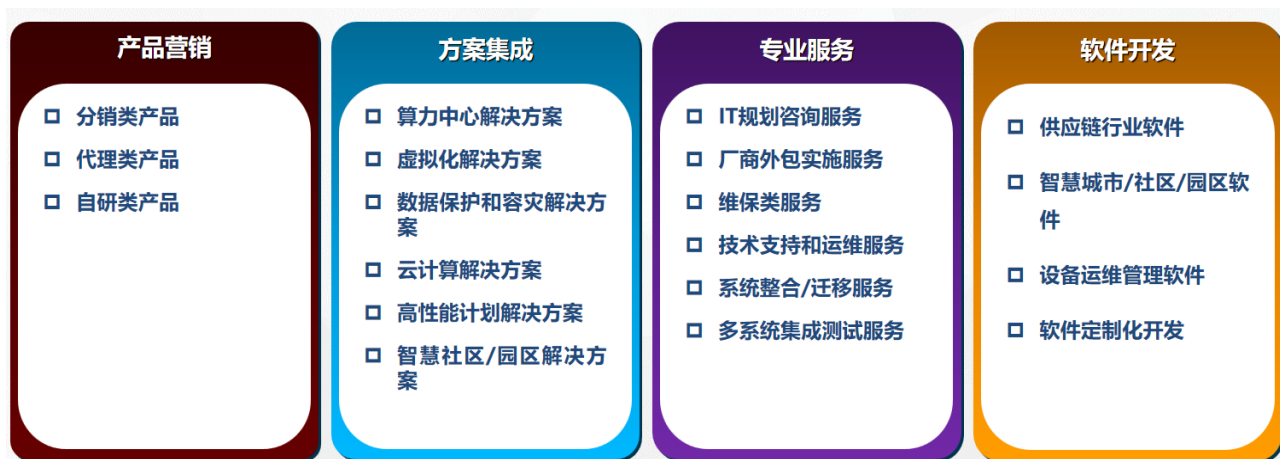 产品营销
分销类产品
代理类产品
自研类产品
方案集成
算力中心解决方案
虚拟化解决方案
数据保护和容灾解决方
案
云计算解决方案
高性能计划解决方案
智慧社区/园区解决方
案
专业服务
IT规划咨询服务
厂商外包实施服务
维保类服务
技术支持和运维服务
系统整合/迁移服务
多系统集成测试服务
软件开发
供应链行业软件
智慧城市/社区/园区软
件
设备运维管理软件
软件定制化开发